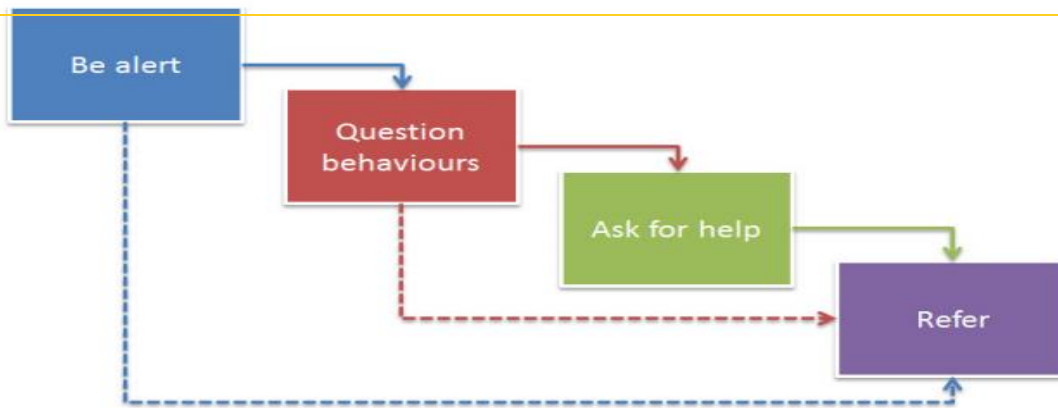 Be alert
Question
behaviours
Ask for help
Refer